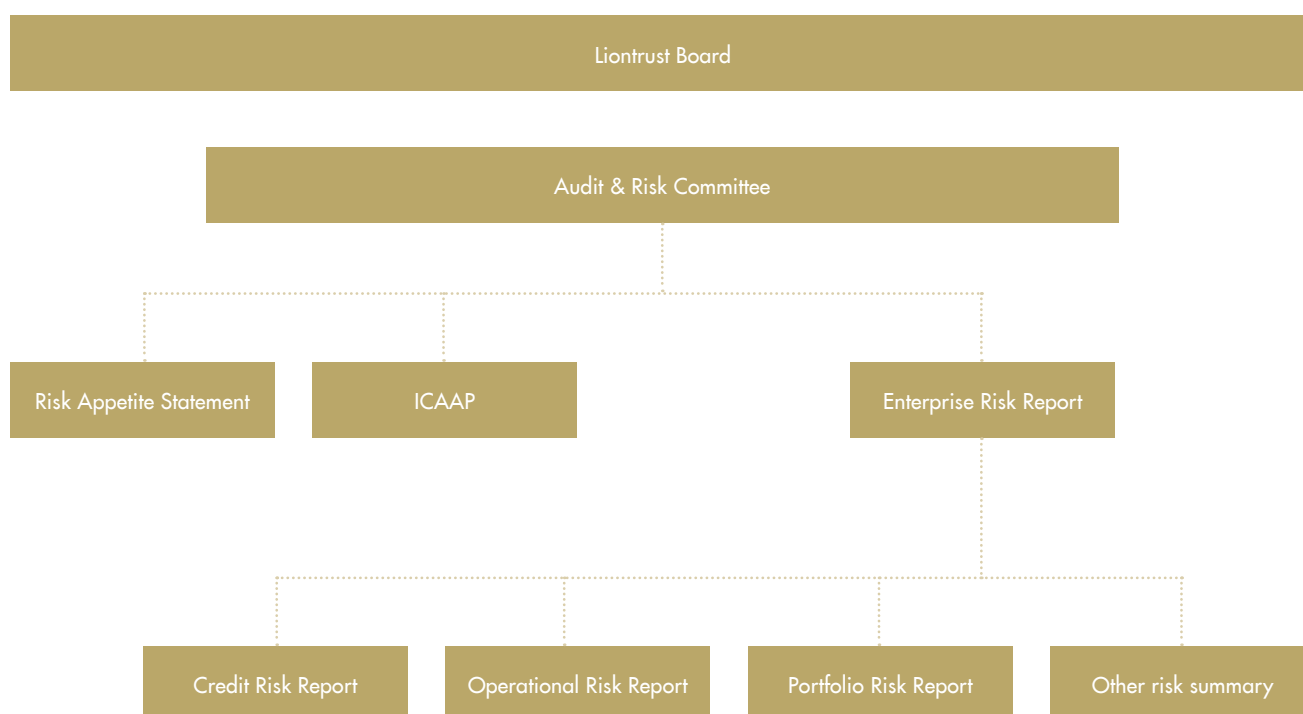 Liontrust Board
Audit & Risk Committee
Risk Appetite Statement
ICAAP
Enterprise Risk Report
Credit Risk Report
Operational Risk Report
Portfolio Risk Report
Other risk summary